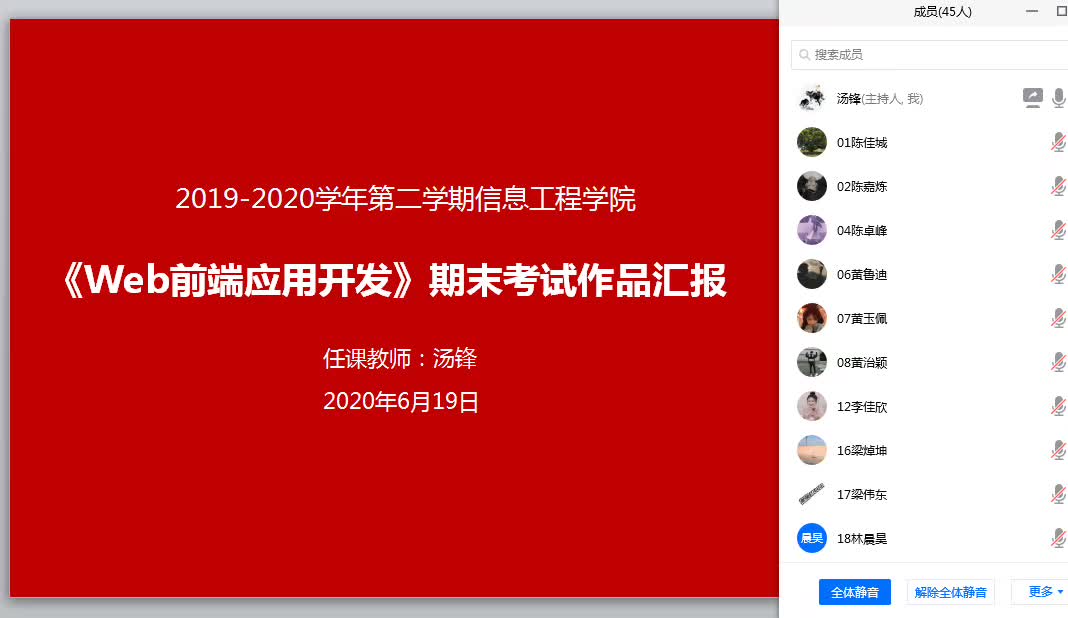 2019-2020学年第二学期信息工程学院
《Web前端应用开发》期末考试作品汇报
任课教师：汤锋
2020年6月19日
成员(45人)
搜索成员
汤锋(主持人, 我)
01陈佳城
02陈嘉炼
04陈卓峰
06黄鲁迪
07黄玉佩
08黄治颖
12李佳欣
16梁焯坤
17梁伟东
晨昊
18林晨昊
全体静音
解除全体静音
更多